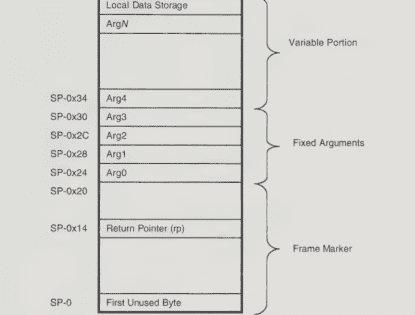 Local Data Storage
ArgN
Variable Portion
SP-0x34 Arg4
SP-0x30 Arg3
SP-0x2C Arg2
Fixed Arguments
SP-0x28 Arg1
SP-0x24 Arg0
SP-0x20
SP-0x14 Return Pointer (rp)
Frame Marker
SP-0 First Unused Byte